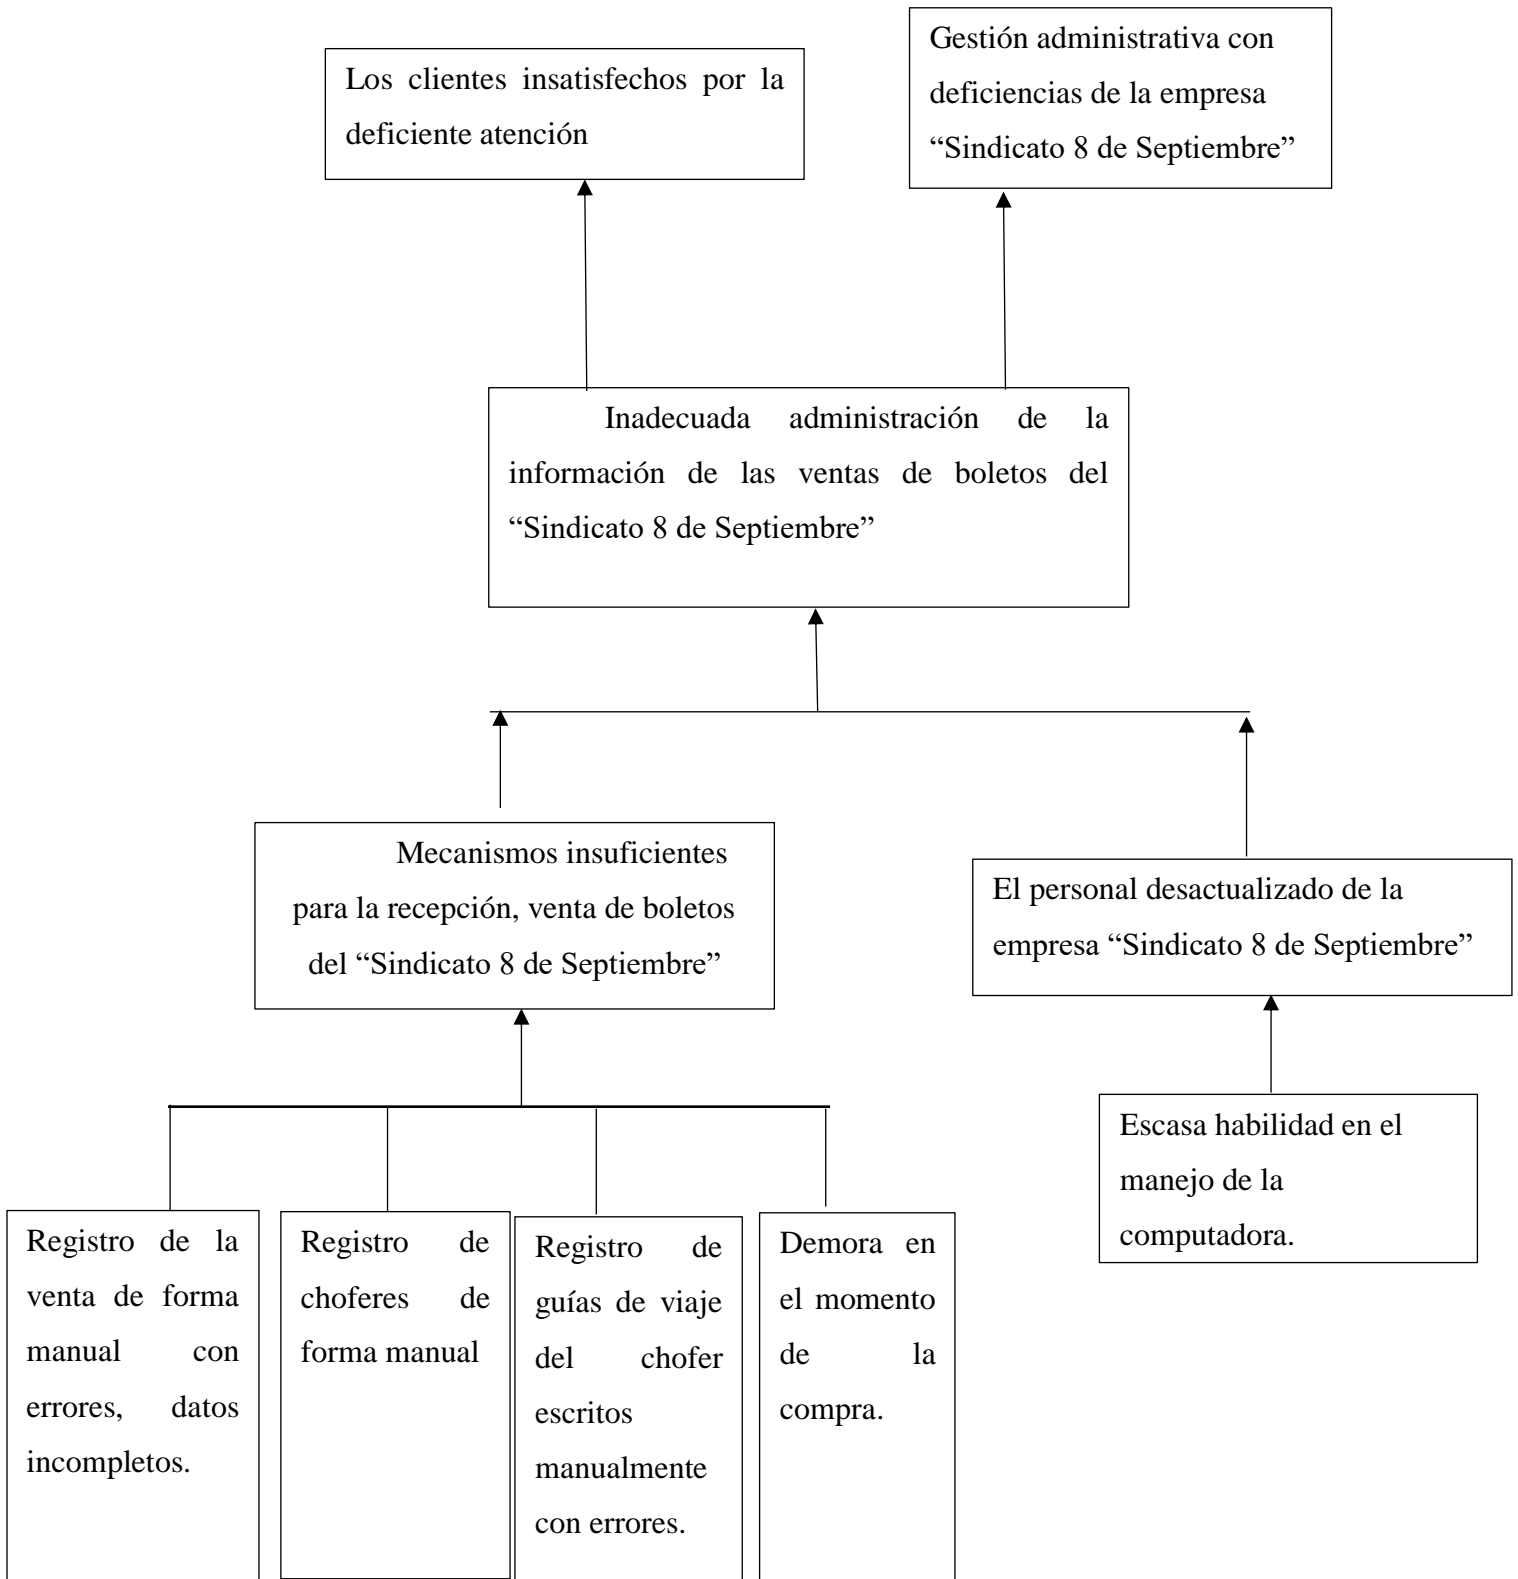 Los clientes insatisfechos por la
deficiente atención
Gestión administrativa con
deficiencias de la empresa
“Sindicato 8 de Septiembre”
Inadecuada administración de la
información de las ventas de boletos del
“Sindicato 8 de Septiembre”
Mecanismos insuficientes
para la recepción, venta de boletos
del “Sindicato 8 de Septiembre”
El personal desactualizado de la
empresa “Sindicato 8 de Septiembre”
Registro de la
venta de forma
manual con
errores, datos
incompletos.
Registro de
choferes de
forma manual
Registro de
guías de viaje
del chofer
escritos
manualmente
con errores.
Demora en
el momento
de la
compra.
Escasa habilidad en el
manejo de la
computadora.